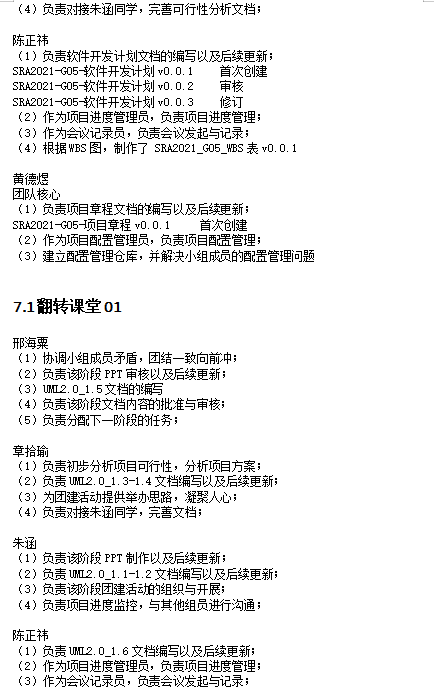 （4）负责对接朱涵同学，完善可行性分析文档；
陈正祎
（1）负责软件开发计划文档的编写以及后续更新；
SRA2021-G05-软件开发计划 v0.0.1 首次创建
SRA2021-G05-软件开发计划 v0.0.2 审核
SRA2021-G05-软件开发计划 v0.0.3 修订
（2）作为项目进度管理员，负责项目进度管理；
（3）作为会议记录员，负责会议发起与记录；
（4）根据 WBS 图，制作了 SRA2021_G05_WBS 表 v0.0.1
黄德煜
团队核心
（1）负责项目章程文档的编写以及后续更新；
SRA2021-G05-项目章程 v0.0.1 首次创建
（2）作为项目配置管理员，负责项目配置管理；
（3）建立配置管理仓库，并解决小组成员的配置管理问题
7.1 翻转课堂 01
邢海粟
（1）协调小组成员矛盾，团结一致向前冲；
（2）负责该阶段 PPT 审核以及后续更新；
（3）UML2.0_1.5 文档的编写
（4）负责该阶段文档内容的批准与审核；
（5）负责分配下一阶段的任务；
章拾瑜
（1）负责初步分析项目可行性，分析项目方案；
（2）负责 UML2.0_1.3-1.4 文档编写以及后续更新；
（3）为团建活动提供举办思路，凝聚人心；
（4）负责对接朱涵同学，完善文档；
朱涵
（1）负责该阶段 PPT 制作以及后续更新；
（2）负责 UML2.0_1.1-1.2 文档编写以及后续更新；
（3）负责该阶段团建活动的组织与开展；
（4）负责项目进度监控，与其他组员进行沟通；
陈正祎
（1）负责 UML2.0_1.6 文档编写以及后续更新；
（2）作为项目进度管理员，负责项目进度管理；
（3）作为会议记录员，负责会议发起与记录；